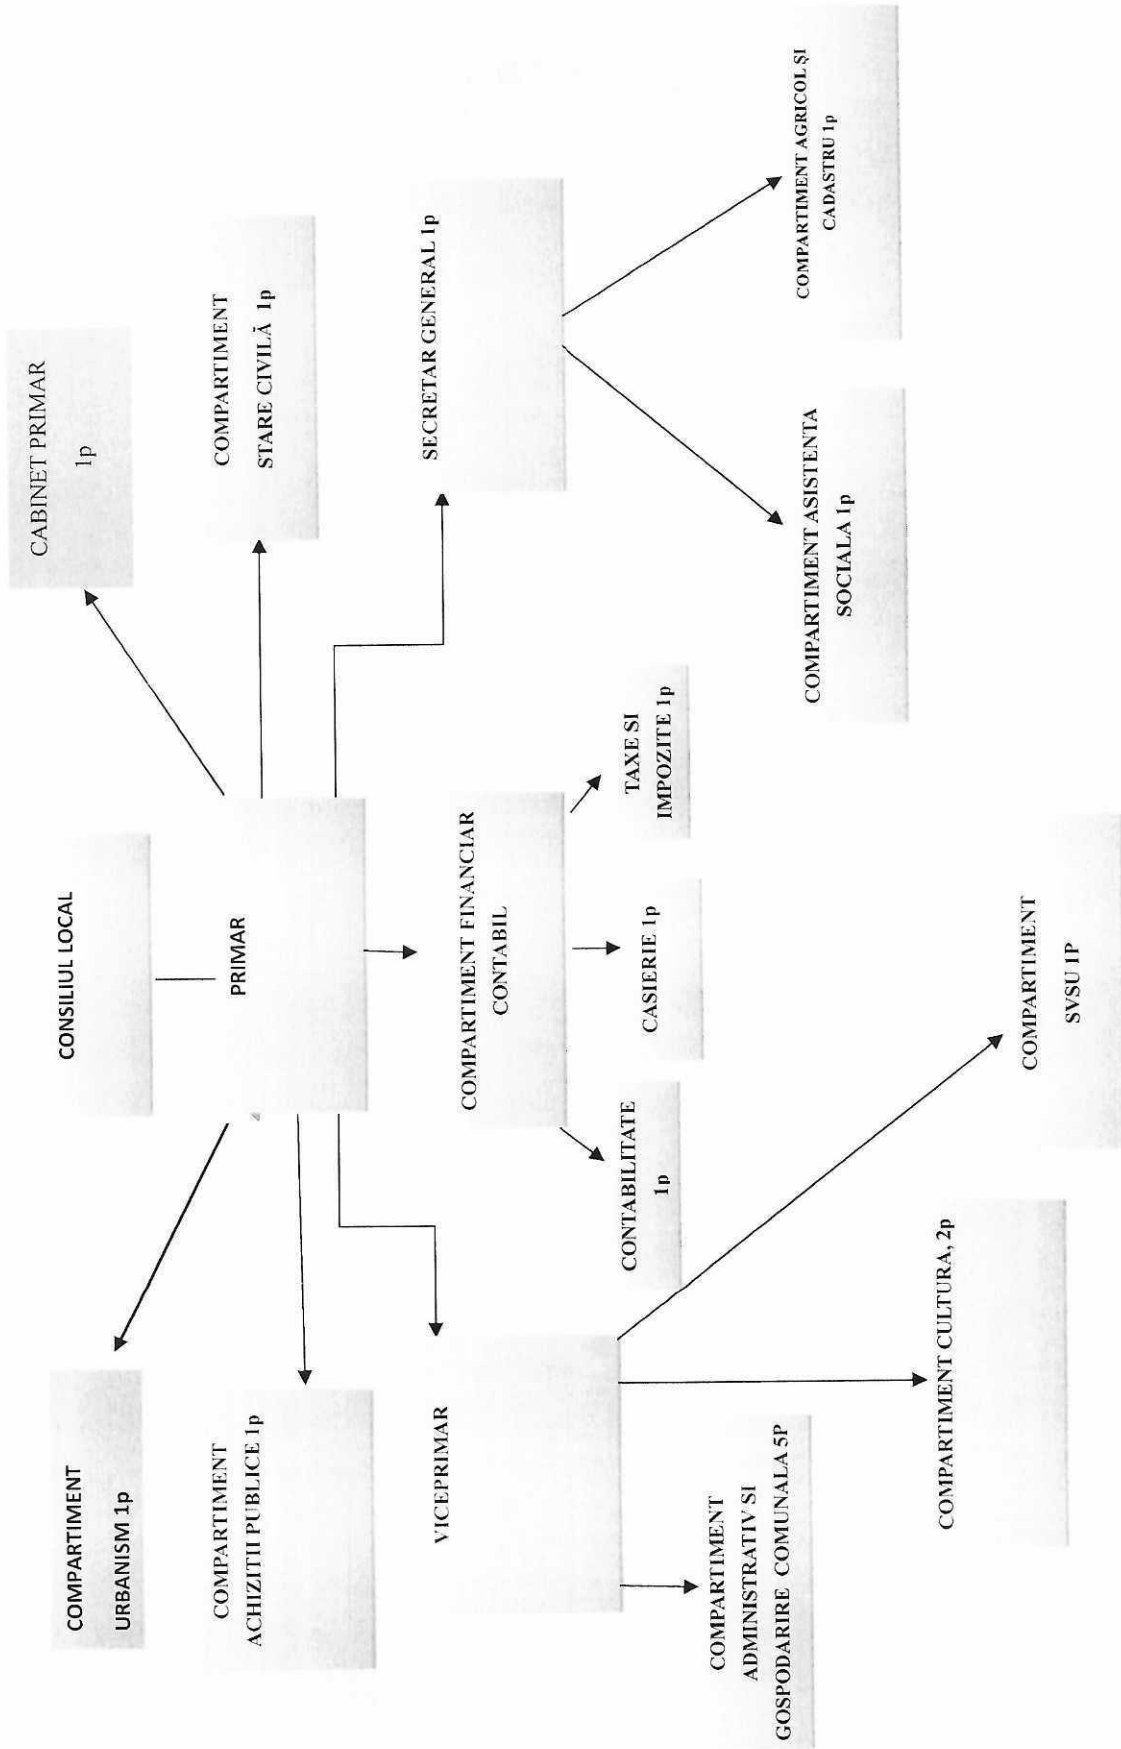 CONSILIUL LOCAL
CABINET PRIMAR
1p
COMPARTIMENT
URBANISM 1p
PRIMAR
COMPARTIMENT
STARE CIVILĂ 1p
COMPARTIMENT
ACHIZITII PUBLICE 1p
VICEPRIMAR
COMPARTIMENT FINANCIAR
CONTABIL
SECRETAR GENERAL 1p
CONTABILITATE
1p
CASIERIE 1p
TAXE SI
IMPOZITE 1p
COMPARTIMENT
ADMINISTRATIV SI
GOSPODARIRE COMUNALA 5P
COMPARTIMENT ASISTENTA
SOCIALA 1p
COMPARTIMENT AGRICOL ȘI
CADASTRU 1p
COMPARTIMENT CULTURA, 2p
COMPARTIMENT
SVSU 1P